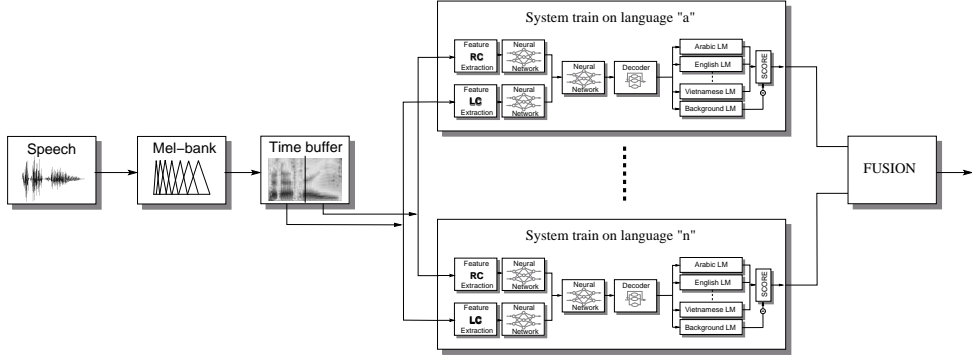 Speech
Mel-bank
Time buffer
System train on language "a"
Feature
RC
Extraction
Neural
Network
Feature
LC
Extraction
Neural
Network
Neural
Network
Decoder
Arabic LM
English LM
Vietnamese LM
Background LM
SCORE
System train on language "n"
Feature
RC
Extraction
Neural
Network
Feature
LC
Extraction
Neural
Network
Neural
Network
Decoder
Arabic LM
English LM
Vietnamese LM
Background LM
SCORE
FUSION